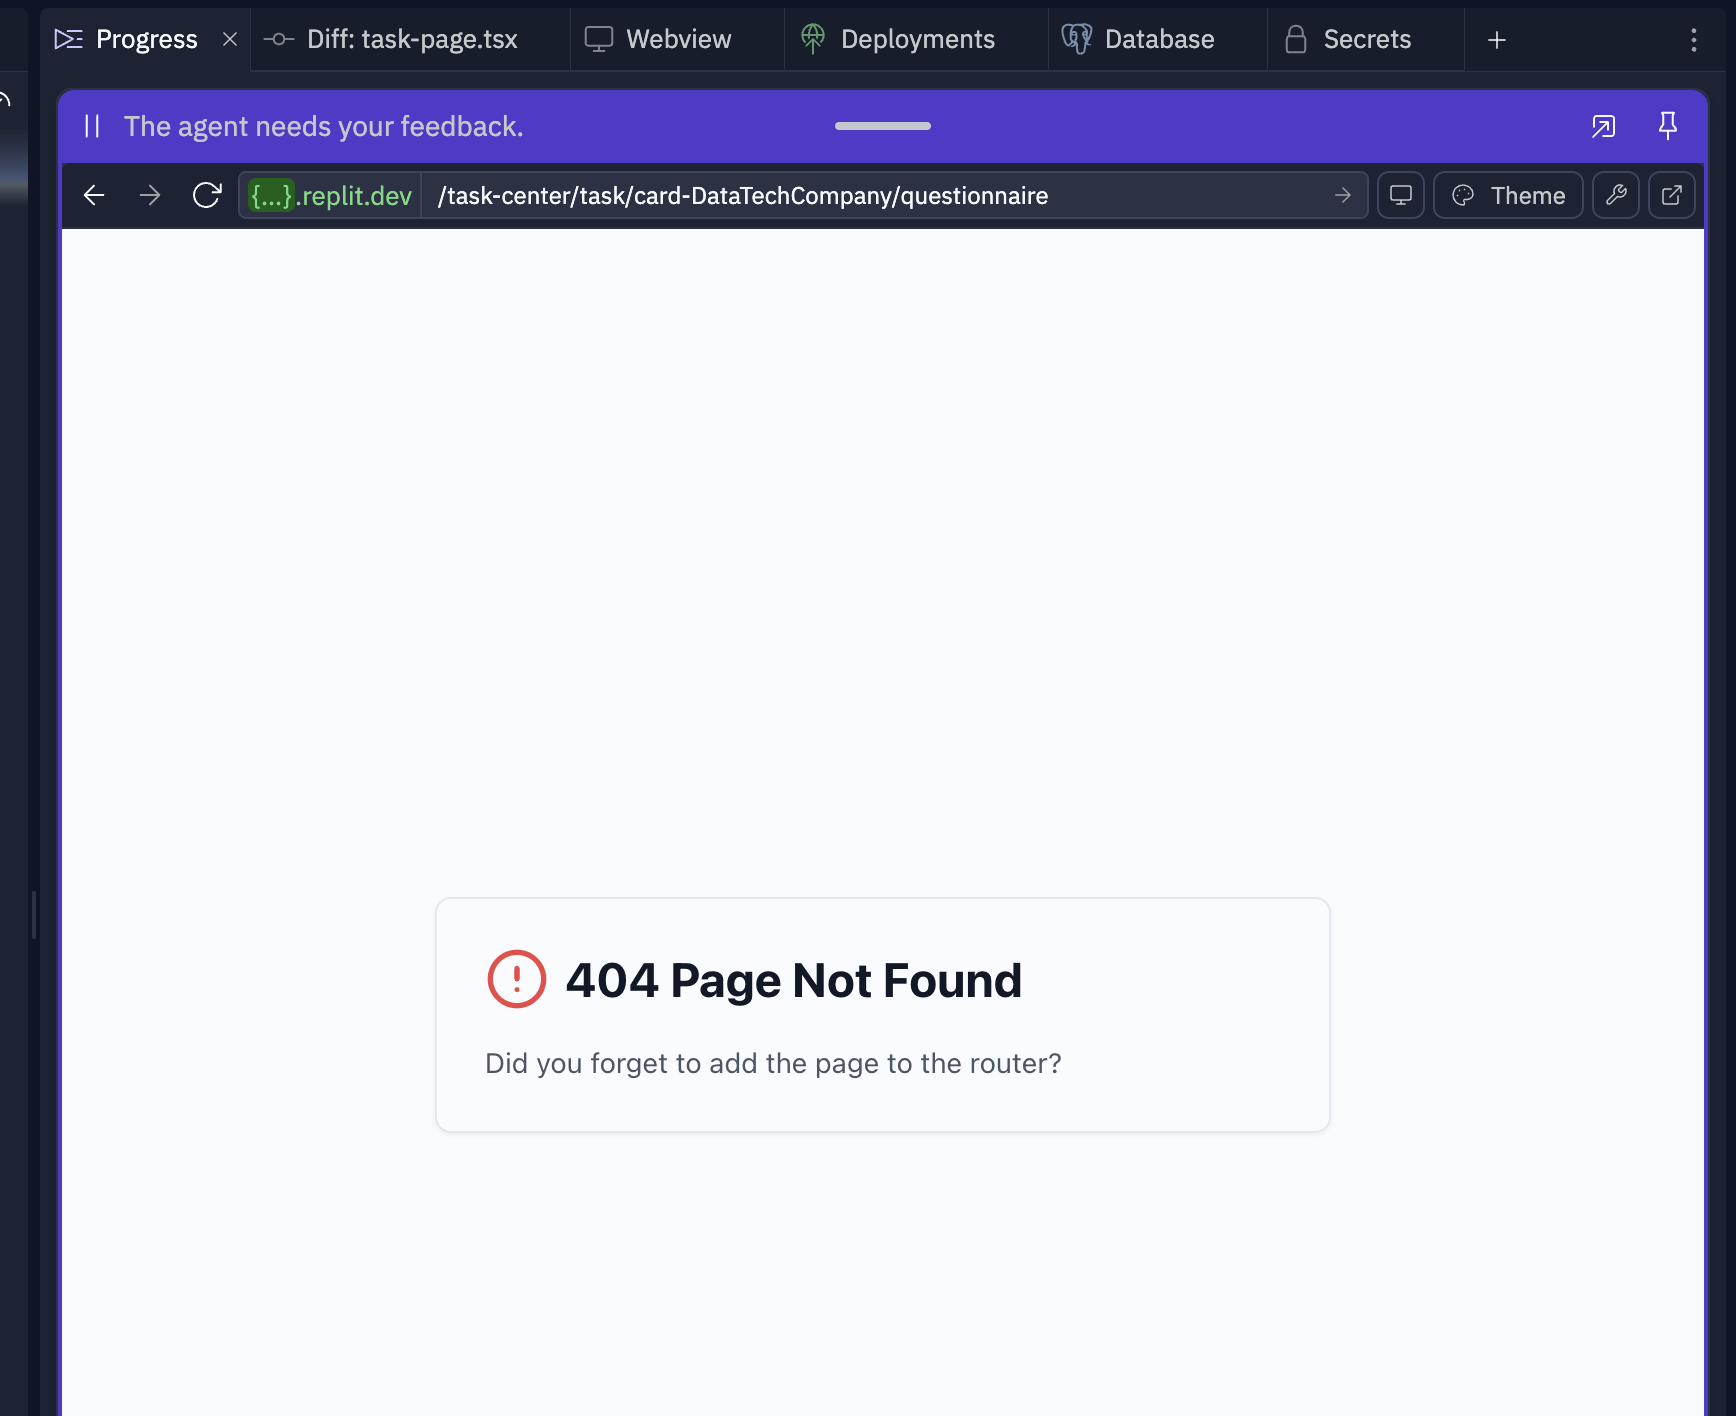 Progress
Diff: task-page.tsx
Webview
Deployments
Database
Secrets
The agent needs your feedback.
{...}.replit.dev /task-center/task/card-DataTechCompany/questionnaire
Theme
404 Page Not Found
Did you forget to add the page to the router?